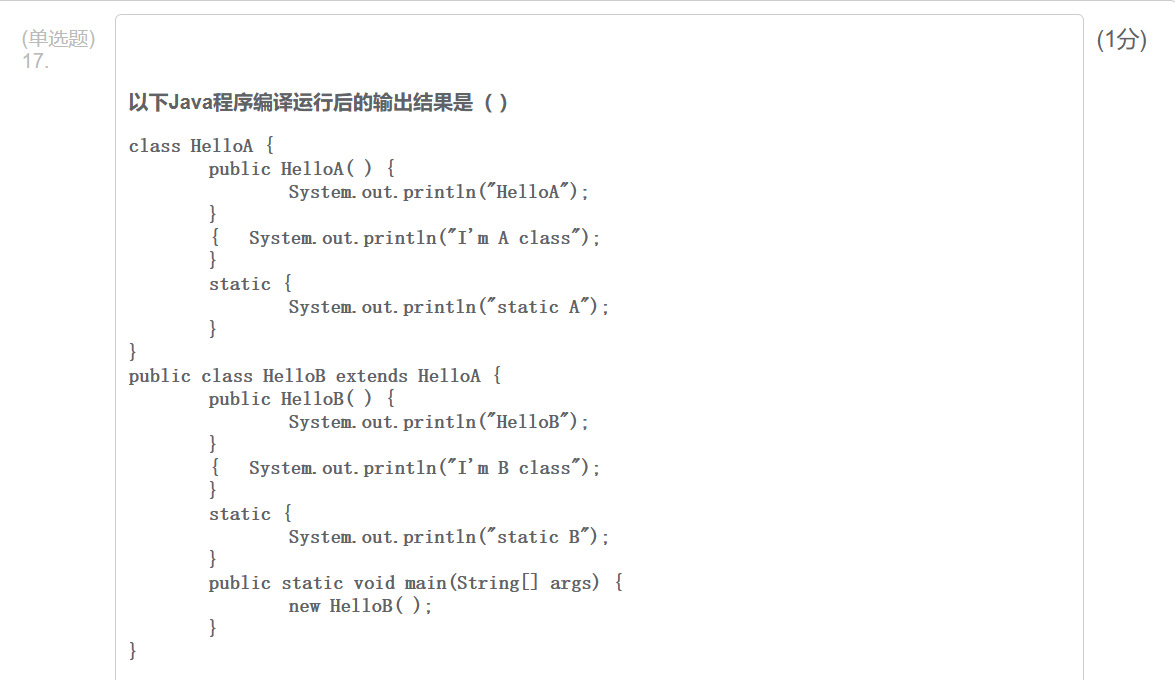 (单选题)
17.
(1分)
以下Java程序编译运行后的输出结果是（ ）
class HelloA {
public HelloA( ) {
System.out.println("HelloA");
}
{ System.out.println("I'm A class");
}
static {
System.out.println("static A");
}
}
public class HelloB extends HelloA {
public HelloB( ) {
System.out.println("HelloB");
}
{ System.out.println("I'm B class");
}
static {
System.out.println("static B");
}
public static void main(String[] args) {
new HelloB( );
}
}